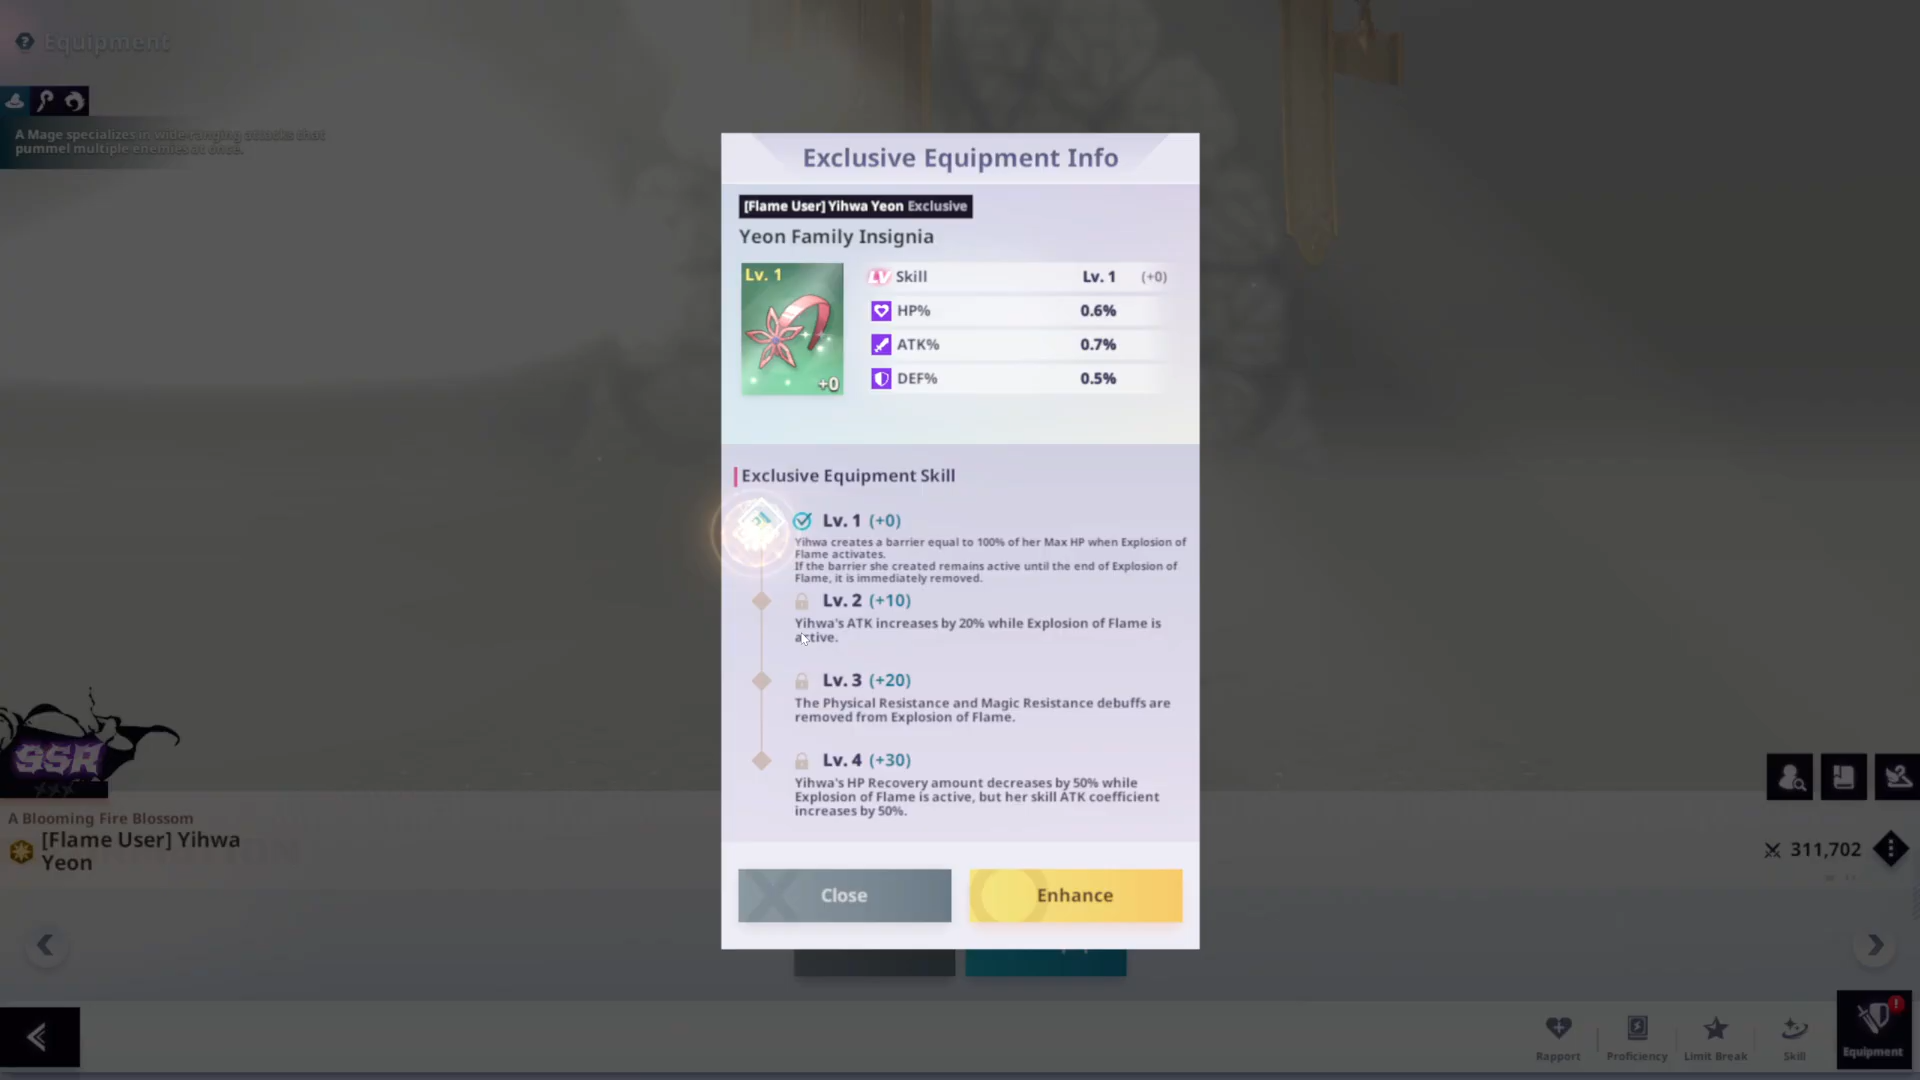 Equipment
A Mage specializes in wide-ranging attacks that
pummel multiple enemies at once.
Exclusive Equipment Info
[Flame User] Yihwa Yeon Exclusive
Yeon Family Insignia
Lv. 1
+0
LV Skill Lv. 1 (+0)
HP% 0.6%
ATK% 0.7%
DEF% 0.5%
Exclusive Equipment Skill
Lv. 1 (+0)
Yihwa creates a barrier equal to 100% of her Max HP when Explosion of
Flame activates.
If the barrier she created remains active until the end of Explosion of
Flame, it is immediately removed.
Lv. 2 (+10)
Yihwa's ATK increases by 20% while Explosion of Flame is
active.
Lv. 3 (+20)
The Physical Resistance and Magic Resistance debuffs are
removed from Explosion of Flame.
Lv. 4 (+30)
Yihwa's HP Recovery amount decreases by 50% while
Explosion of Flame is active, but her skill ATK coefficient
increases by 50%.
Close
Enhance
SSR
A Blooming Fire Blossom
[Flame User] Yihwa
Yeon
311,702
Rapport
Proficiency
Limit Break
Skill
Equipment